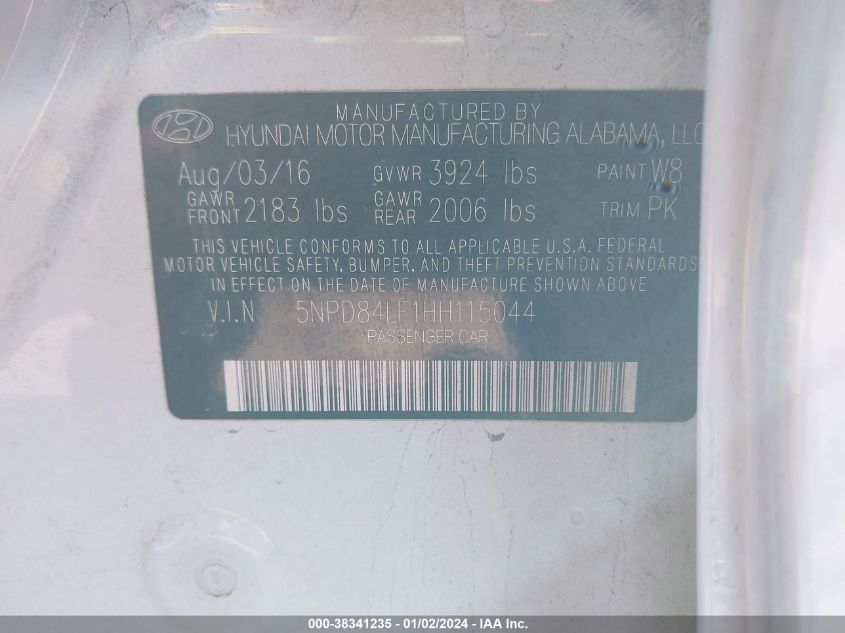 MANUFACTURED BY
HYUNDAI MOTOR MANUFACTURING ALABAMA, LLC
Aug/03/16 GVWR 3924 lbs PAINT W8
GAWR FRONT 2183 lbs GAWR REAR 2006 lbs TRIM PK
THIS VEHICLE CONFORMS TO ALL APPLICABLE U.S.A. FEDERAL
MOTOR VEHICLE SAFETY, BUMPER, AND THEFT PREVENTION STANDARDS
IN EFFECT ON THE DATE OF MANUFACTURE SHOWN ABOVE
V.I.N 5NPD84LF1HH115044
PASSENGER CAR
000-38341235 - 01/02/2024 - IAA Inc.